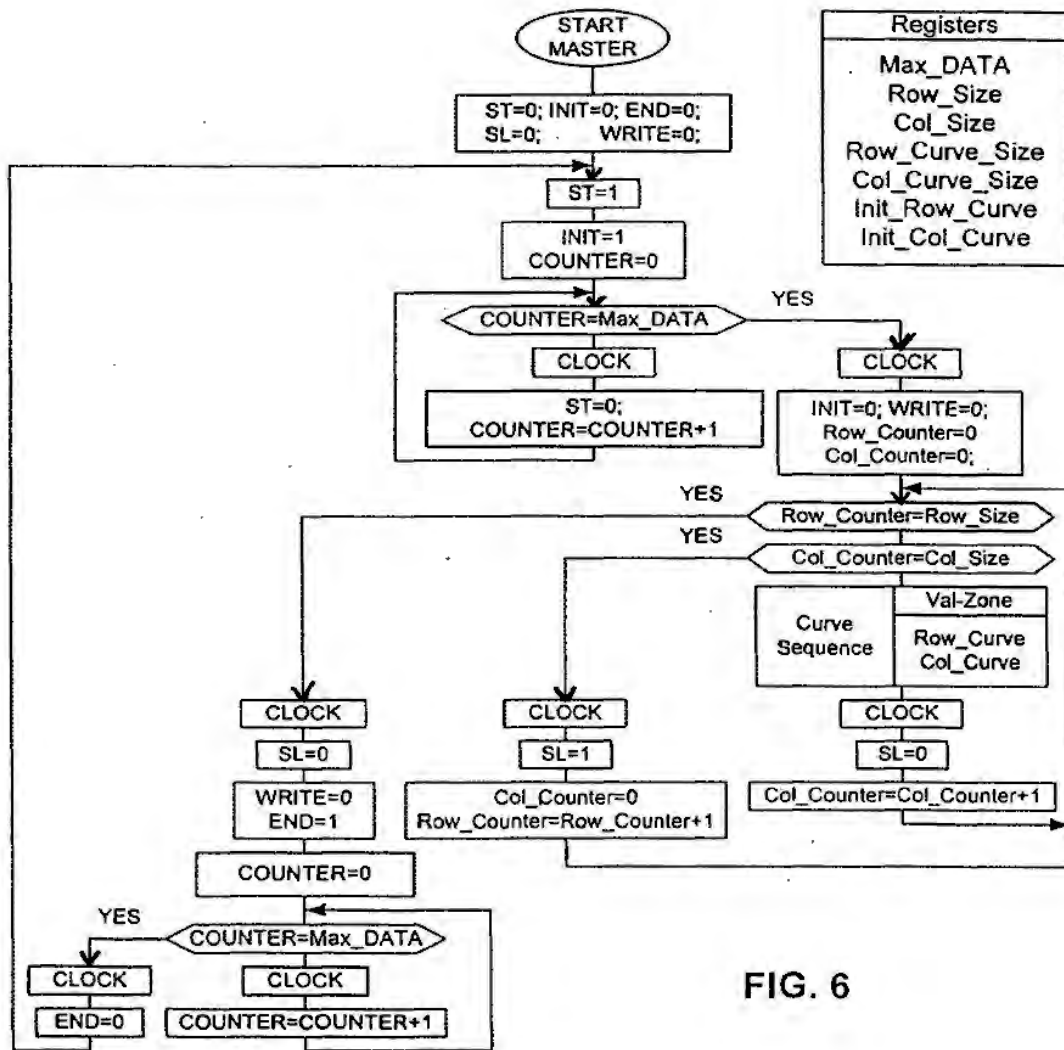 START
MASTER
ST=0; INIT=0; END=0;
SL=0; WRITE=0;
Registers
Max_DATA
Row_Size
Col_Size
Row_Curve_Size
Col_Curve_Size
Init_Row_Curve
Init_Col_Curve
ST=1
INIT=1
COUNTER=0
COUNTER=Max_DATA
YES
CLOCK
ST=0;
COUNTER=COUNTER+1
CLOCK
INIT=0; WRITE=0;
Row_Counter=0
Col_Counter=0;
YES
Row_Counter=Row_Size
YES
Col_Counter=Col_Size
Curve
Sequence
Val-Zone
Row_Curve
Col_Curve
CLOCK
SL=0
WRITE=0
END=1
COUNTER=0
CLOCK
SL=1
Col_Counter=0
Row_Counter=Row_Counter+1
CLOCK
SL=0
Col_Counter=Col_Counter+1
YES
COUNTER=Max_DATA
CLOCK
END=0
CLOCK
COUNTER=COUNTER+1
FIG. 6